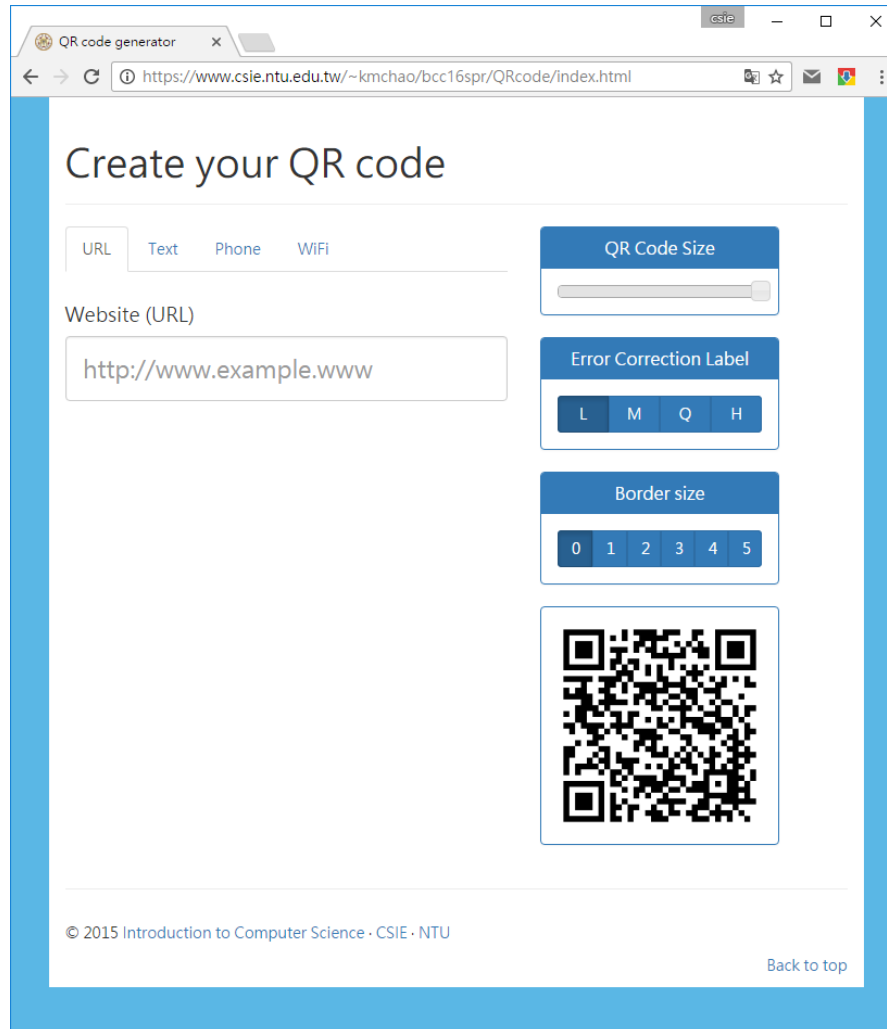 csie
QR code generator
https://www.csie.ntu.edu.tw/~kmchao/bcc16spr/QRcode/index.html
Create your QR code
URL Text Phone WiFi
Website (URL)
http://www.example.www
QR Code Size
Error Correction Label
L M Q H
Border size
0 1 2 3 4 5
© 2015 Introduction to Computer Science · CSIE · NTU
Back to top